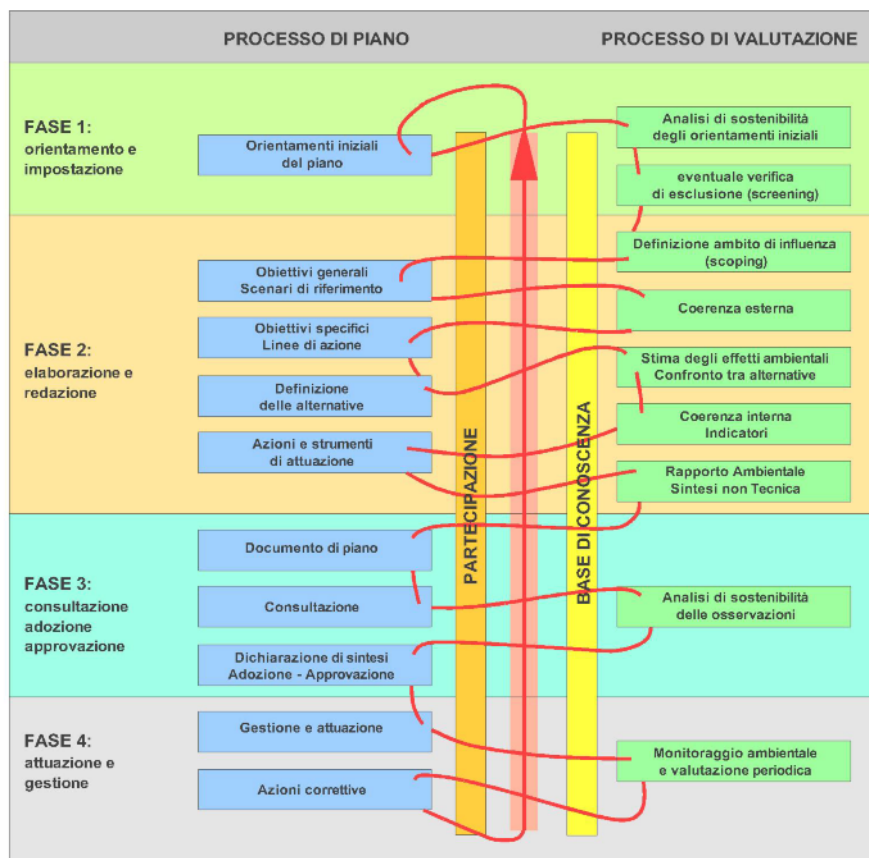 PROCESSO DI PIANO
PROCESSO DI VALUTAZIONE
FASE 1:
orientamento e
impostazione
Orientamenti iniziali
del piano
Analisi di sostenibilità
degli orientamenti iniziali
eventuale verifica
di esclusione (screening)
FASE 2:
elaborazione e
redazione
Definizione ambito di influenza
(scoping)
Obiettivi generali
Scenari di riferimento
Coerenza esterna
Obiettivi specifici
Linee di azione
Stima degli effetti ambientali
Confronto tra alternative
Definizione
delle alternative
Coerenza interna
Indicatori
Azioni e strumenti
di attuazione
Rapporto Ambientale
Sintesi non Tecnica
PARTECIPAZIONE
BASE DI CONOSCENZA
FASE 3:
consultazione
adozione
approvazione
Documento di piano
Consultazione
Analisi di sostenibilità
delle osservazioni
Dichiarazione di sintesi
Adozione - Approvazione
FASE 4:
attuazione e
gestione
Gestione e attuazione
Monitoraggio ambientale
e valutazione periodica
Azioni correttive